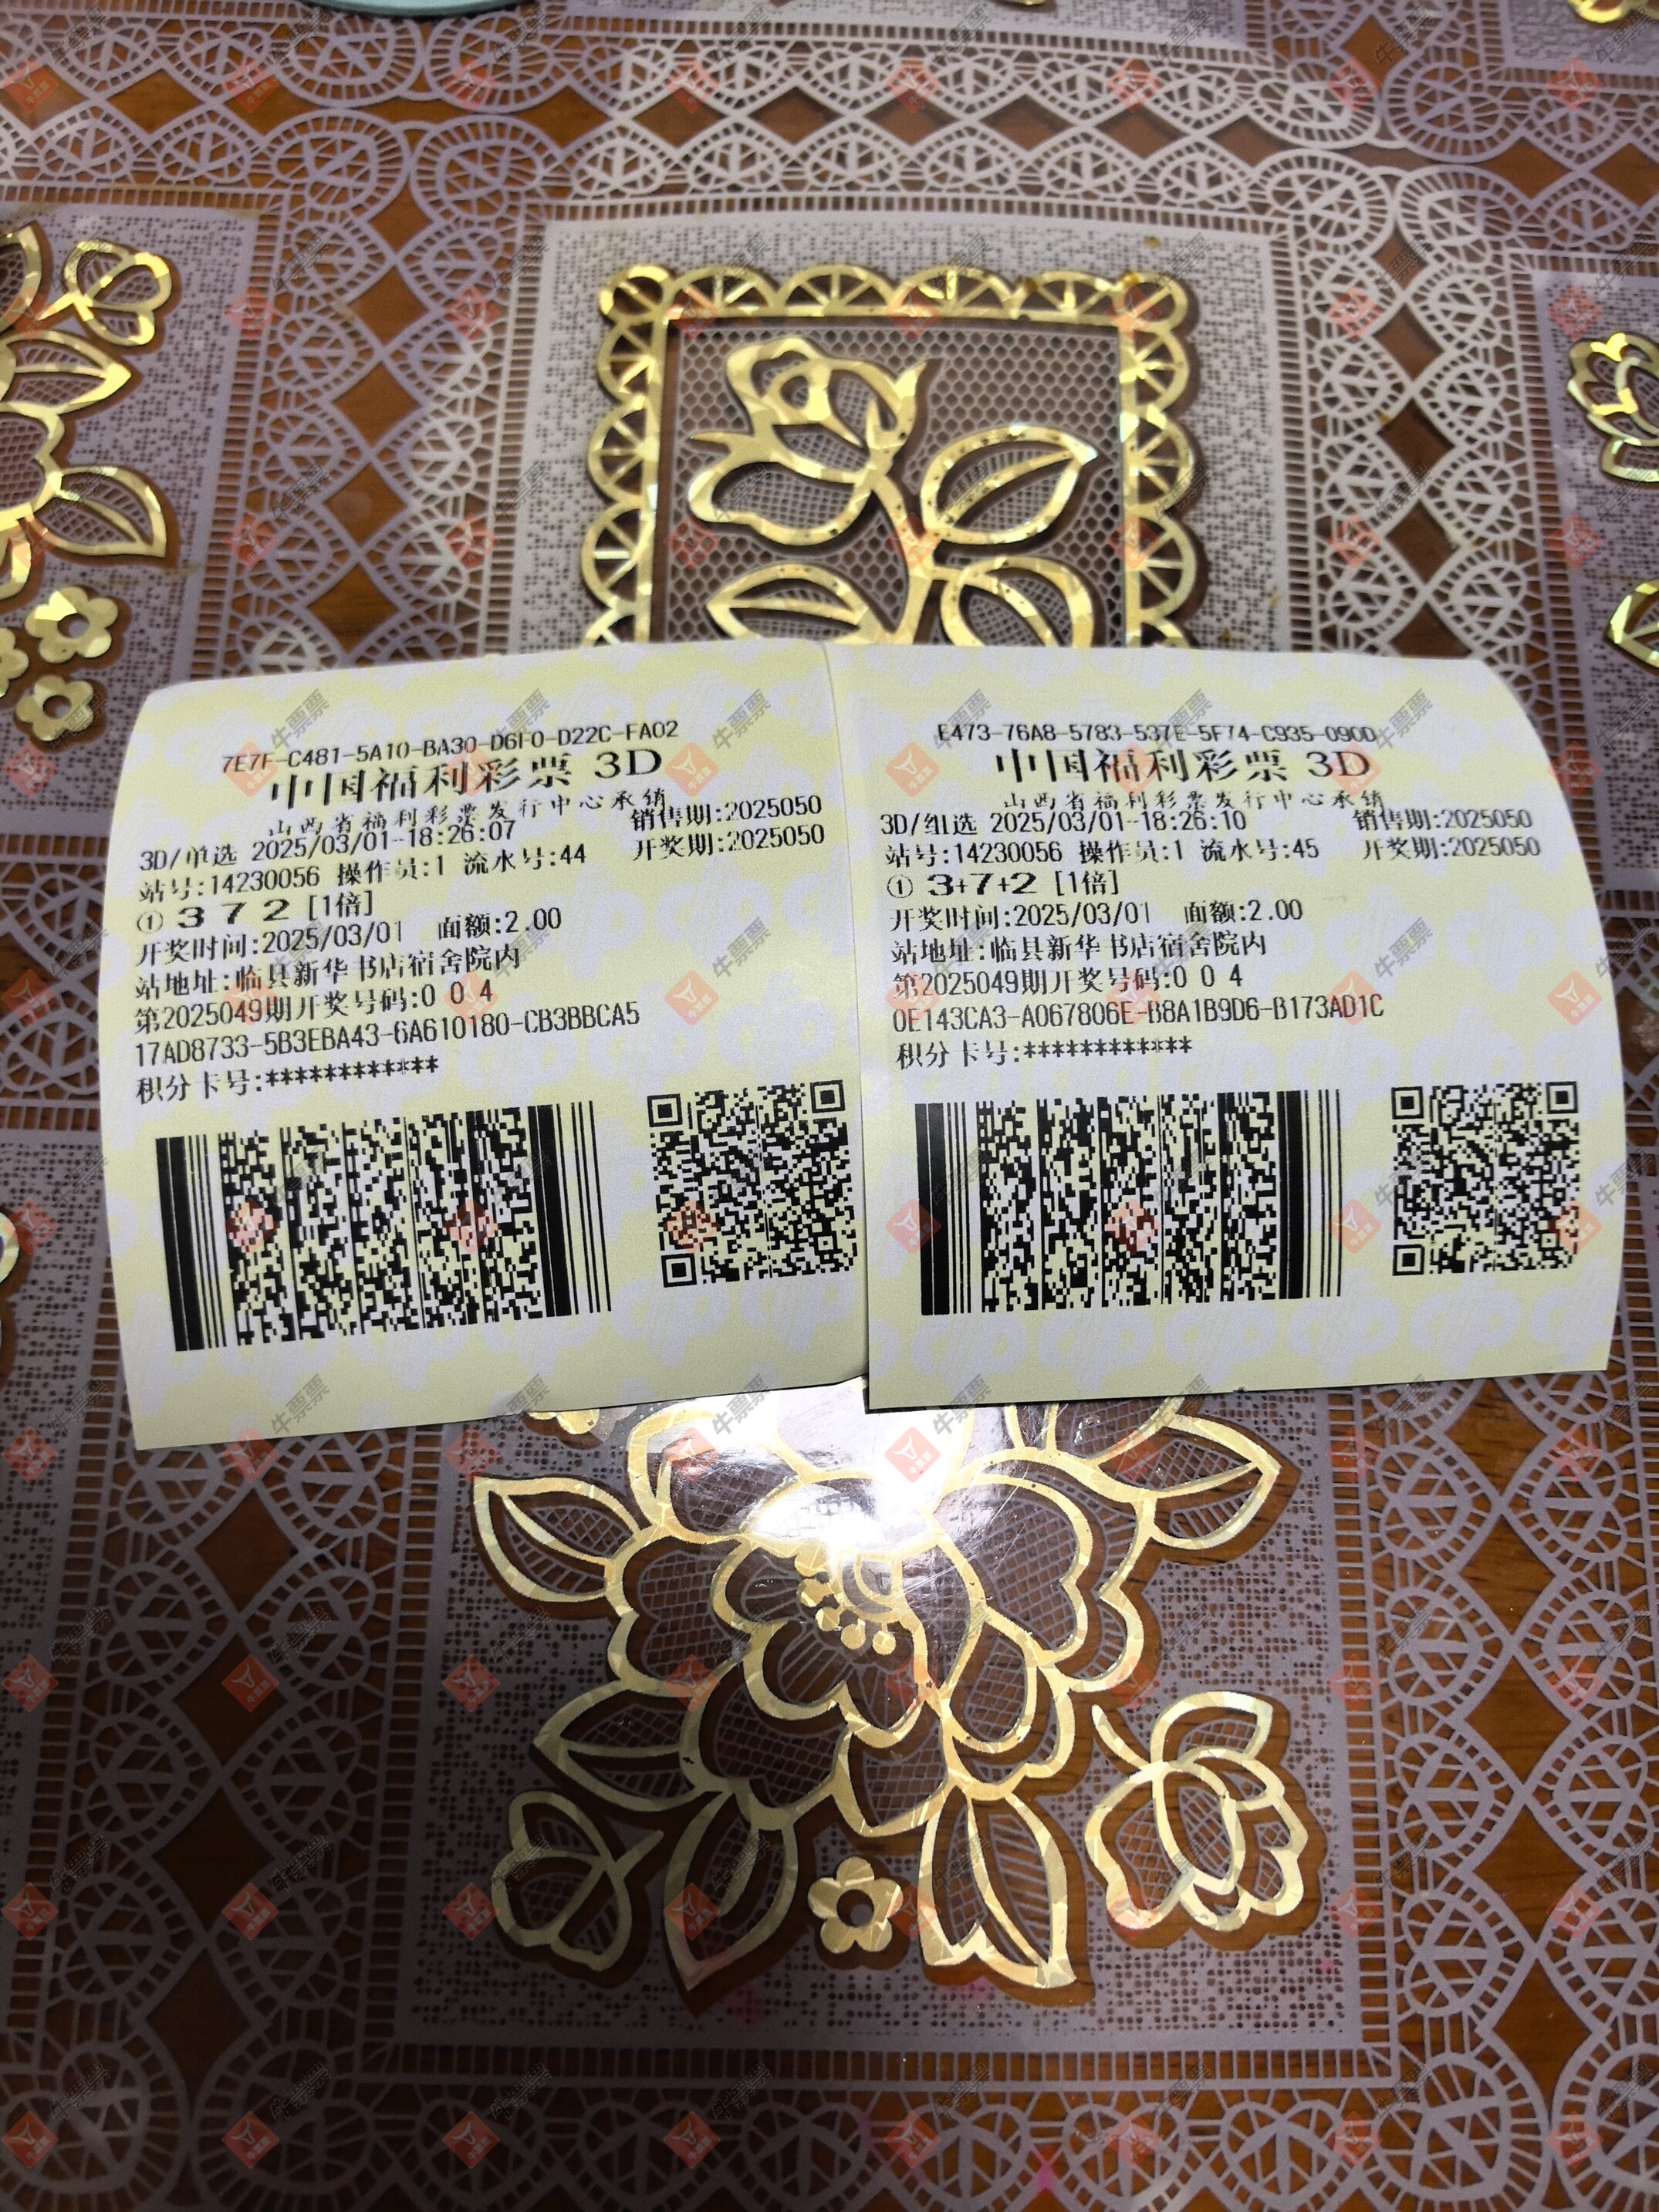 7E7F-C481-5A10-BA30-D6F0-D22C-FA02
中国福利彩票 3D
山西省福利彩票发行中心承销
3D/单选 2025/03/01-18:26:07 销售期:2025050
站号:14230056 操作员:1 流水号:44 开奖期:2025050
① 3 7 2 [1倍]
开奖时间:2025/03/01 面额:2.00
站地址:临县新华书店宿舍院内
第2025049期开奖号码:0 0 4
17AD8733-5B3EBA43-6A610180-CB3BBCA5
积分卡号:************
E473-76A8-5783-537E-5F74-C935-090D
中国福利彩票 3D
山西省福利彩票发行中心承销
3D/组选 2025/03/01-18:26:10 销售期:2025050
站号:14230056 操作员:1 流水号:45 开奖期:2025050
① 3+7+2 [1倍]
开奖时间:2025/03/01 面额:2.00
站地址:临县新华书店宿舍院内
第2025049期开奖号码:0 0 4
0E143CA3-A067806E-B8A1B9D6-B173AD1C
积分卡号:************
牛票票